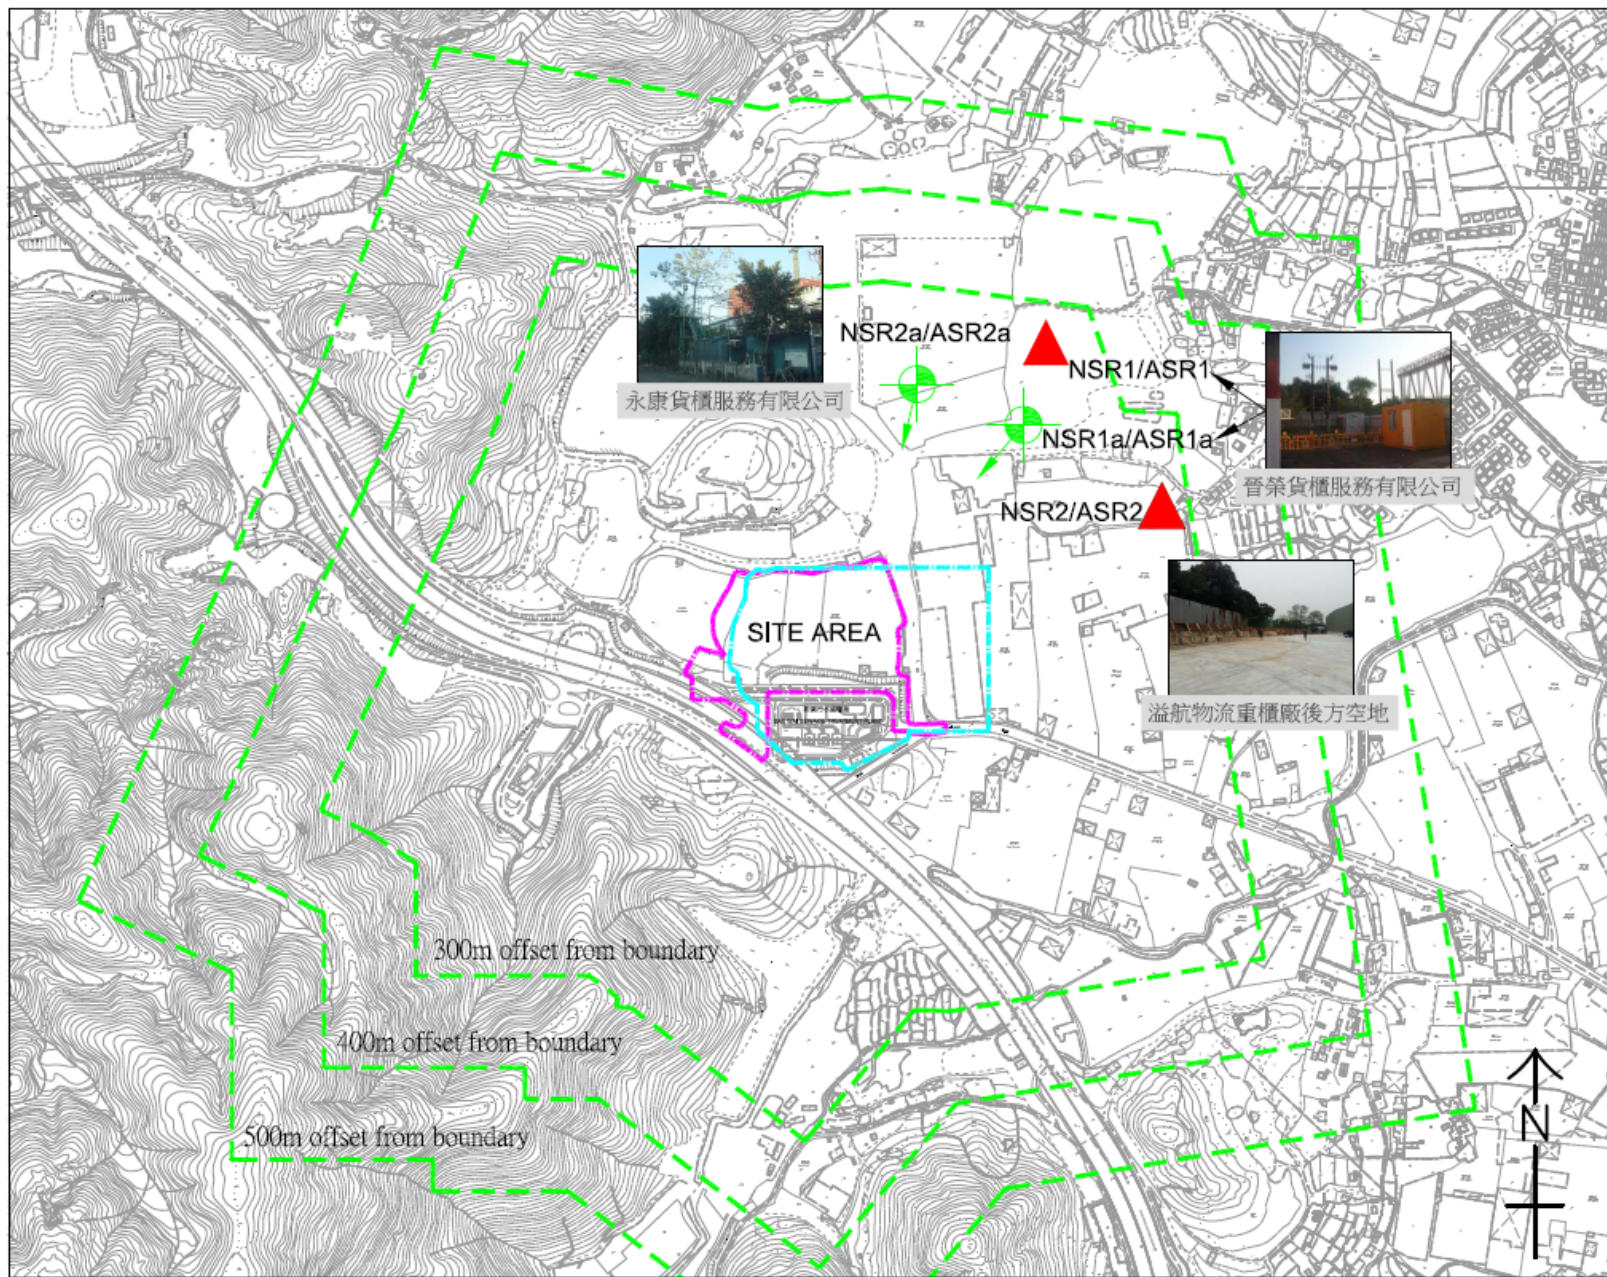 NSR2a/ASR2a
NSR1/ASR1
永康貨櫃服務有限公司
NSR1a/ASR1a
晉榮貨櫃服務有限公司
NSR2/ASR2
SITE AREA
溢航物流重櫃廠後方空地
300m offset from boundary
400m offset from boundary
500m offset from boundary
N